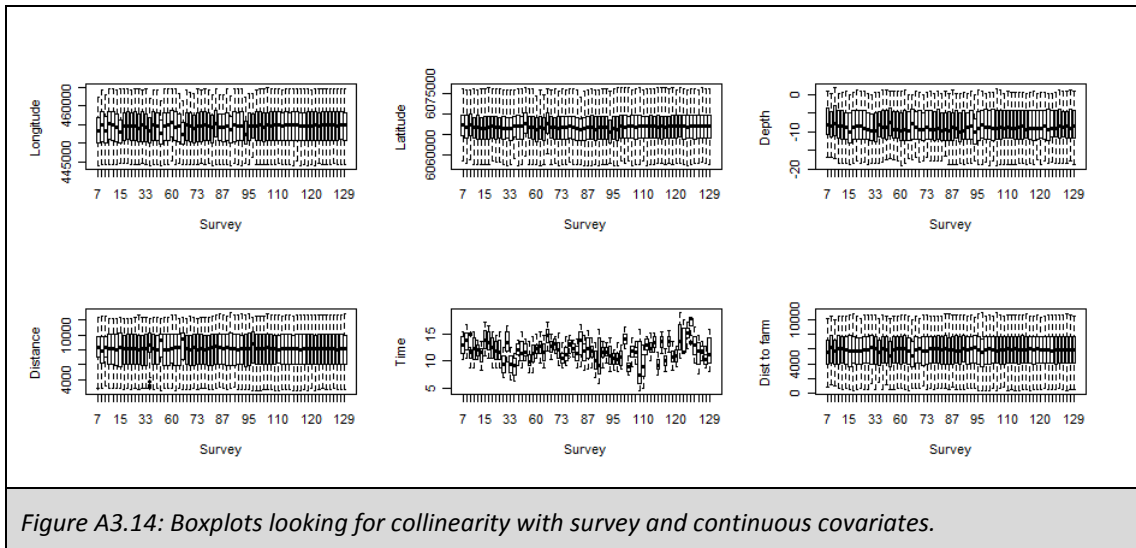 Longitude
445000 460000
7 15 33 60 73 87 95 110 120 129
Survey
Latitude
6060000 6075000
7 15 33 60 73 87 95 110 120 129
Survey
Depth
-20 -10 0
7 15 33 60 73 87 95 110 120 129
Survey
Distance
4000 10000
7 15 33 60 73 87 95 110 120 129
Survey
Time
5 10 15
7 15 33 60 73 87 95 110 120 129
Survey
Dist to farm
0 4000 10000
7 15 33 60 73 87 95 110 120 129
Survey
Figure A3.14: Boxplots looking for collinearity with survey and continuous covariates.